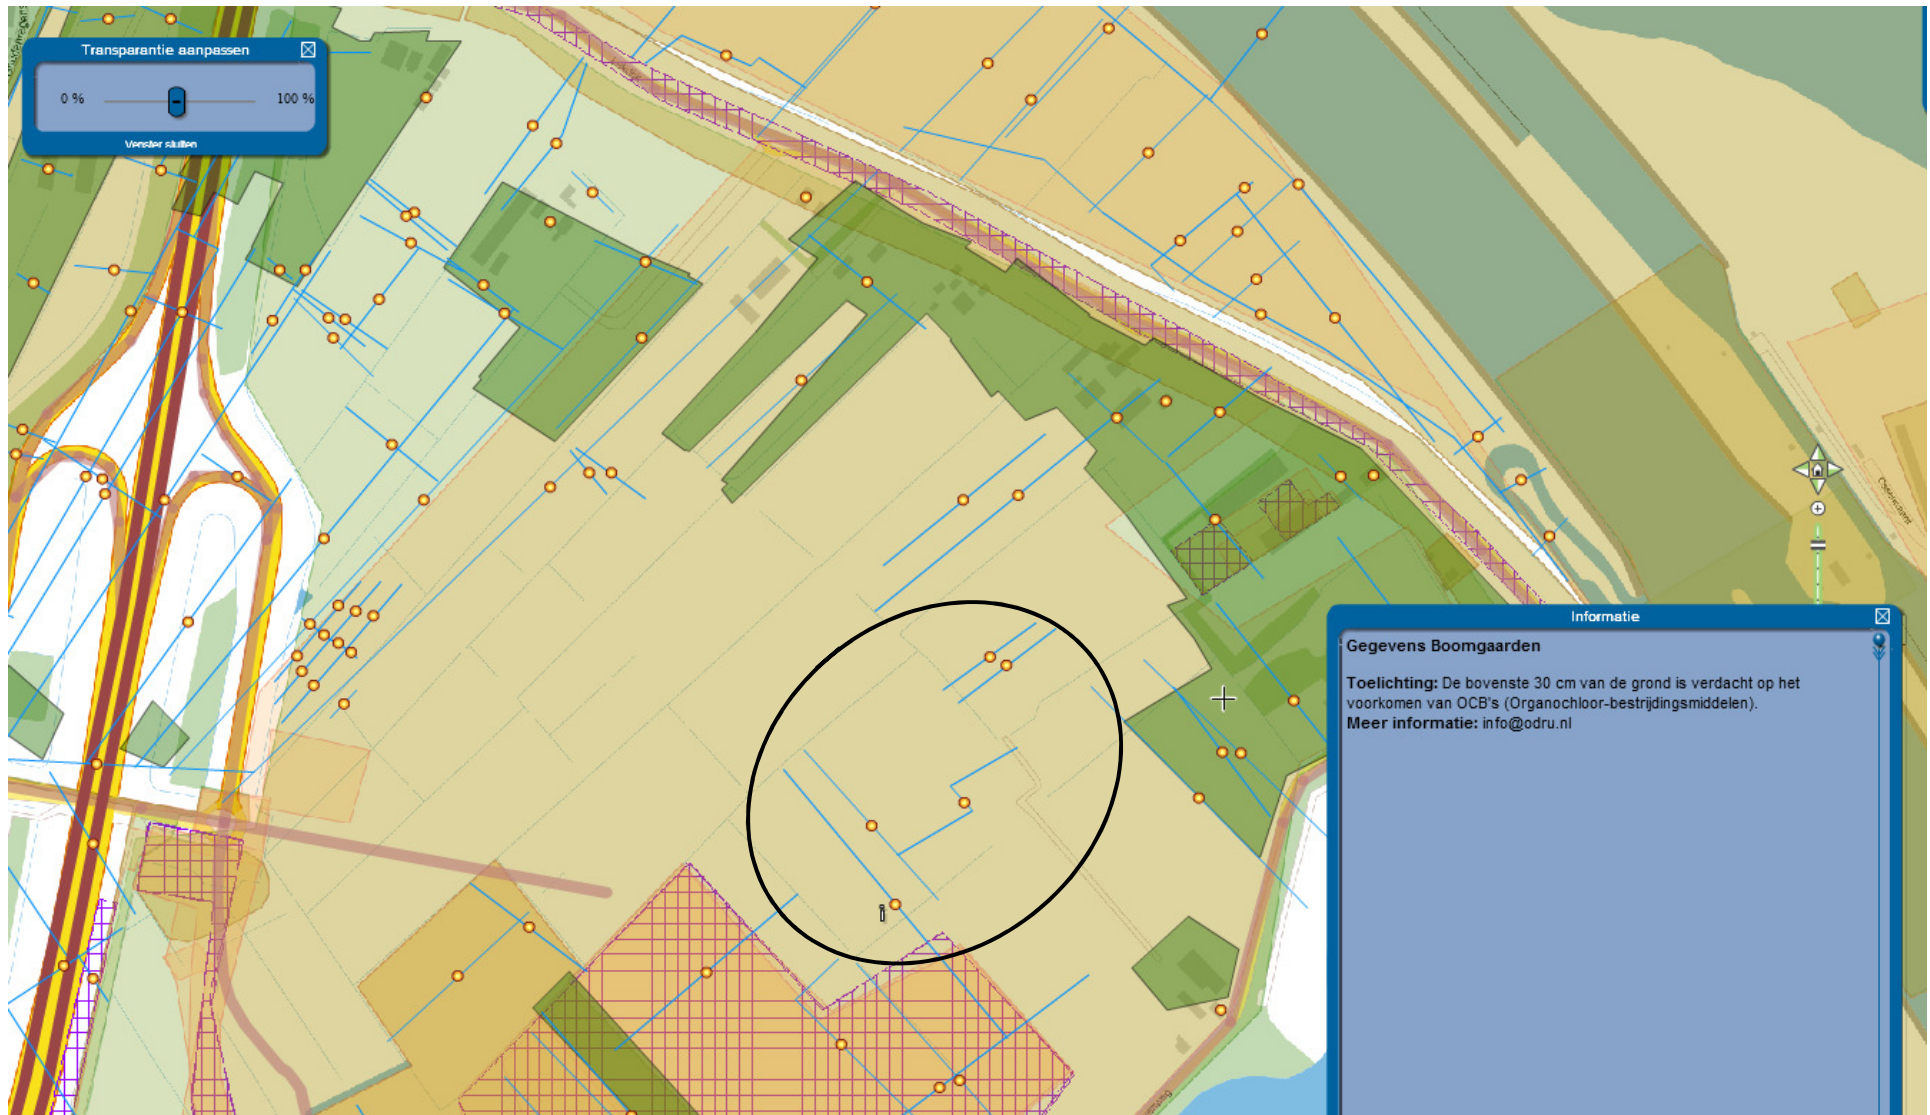 Transparantie aanpassen
0 %
100 %
Venster sluiten
Informatie
Gegevens Boomgaarden
Toelichting: De bovenste 30 cm van de grond is verdacht op het
voorkomen van OCB's (Organochloor-bestrijdingsmiddelen).
Meer informatie: info@odru.nl
i